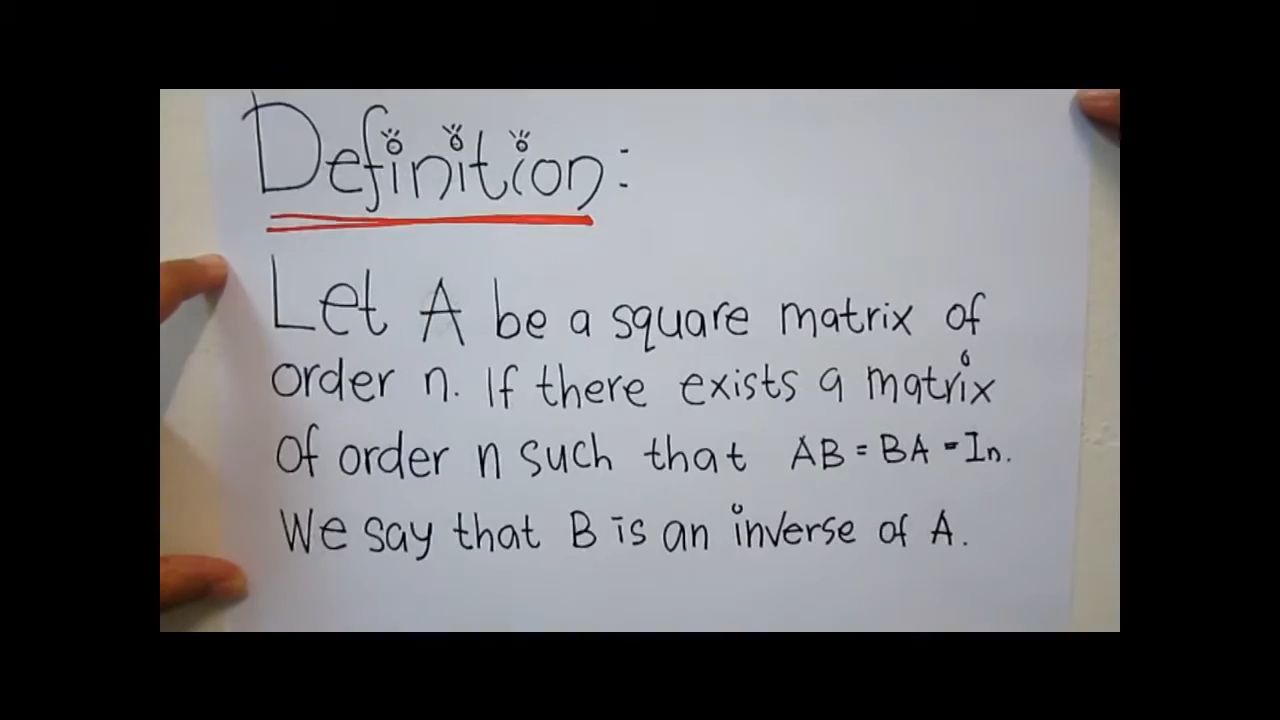 Definition:
Let A be a square matrix of
order n. If there exists a matrix
of order n such that AB = BA = In.
We say that B is an inverse of A.